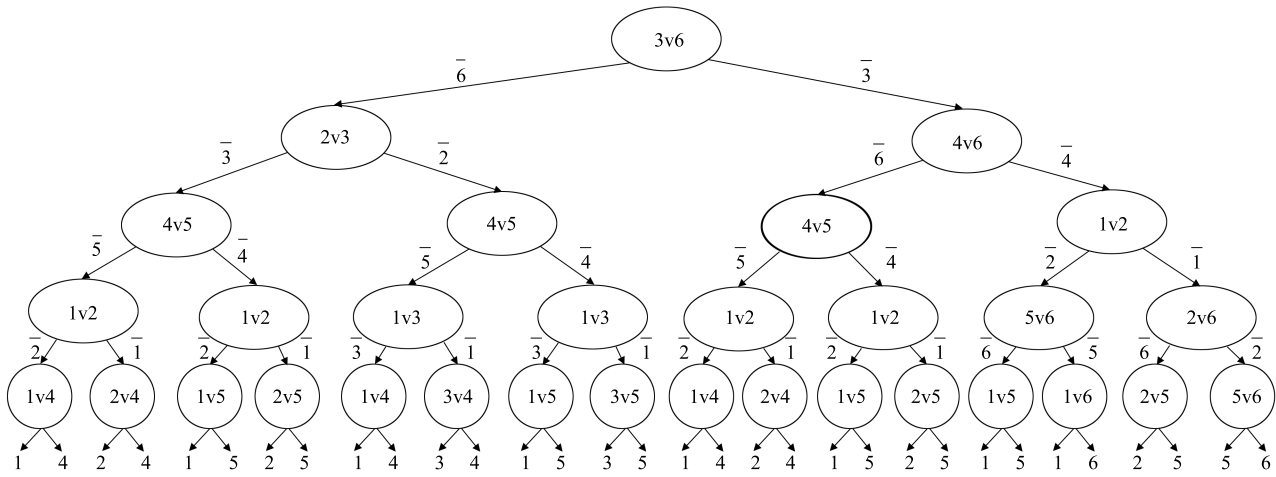 3v6
6̅ 3̅
2v3 4v6
3̅ 2̅ 6̅ 4̅
4v5 4v5 4v5 1v2
5̅ 4̅ 5̅ 4̅ 5̅ 4̅ 2̅ 1̅
1v2 1v2 1v3 1v3 1v2 1v2 5v6 2v6
2̅ 1̅ 2̅ 1̅ 3̅ 1̅ 3̅ 1̅ 2̅ 1̅ 2̅ 1̅ 6̅ 5̅ 6̅ 2̅
1v4 2v4 1v5 2v5 1v4 3v4 1v5 3v5 1v4 2v4 1v5 2v5 1v5 1v6 2v5 5v6
1 4 2 4 1 5 2 5 1 4 3 4 1 5 3 5 1 4 2 4 1 5 2 5 1 5 1 6 2 5 5 6